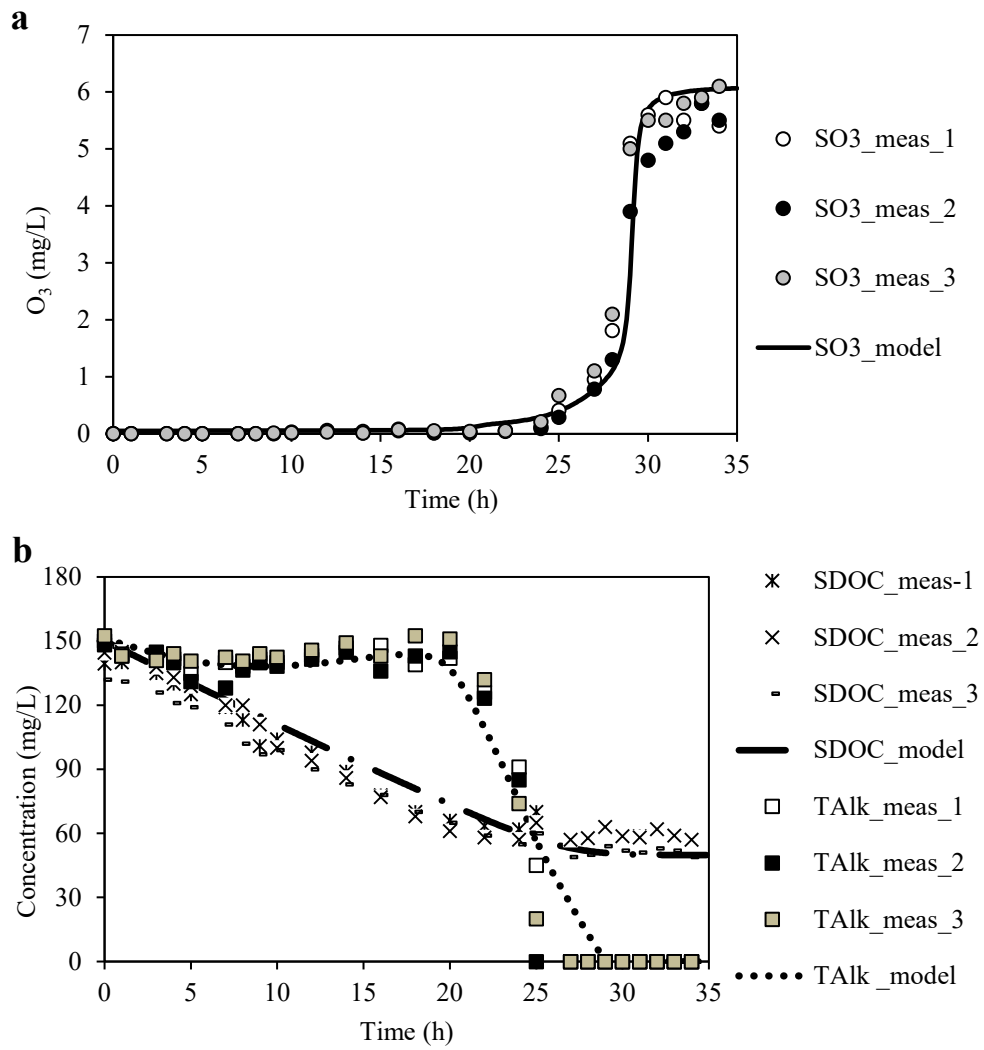 a
7
6
5
4
3
2
1
0
O₃ (mg/L)
0 5 10 15 20 25 30 35
Time (h)
SO3_meas_1
SO3_meas_2
SO3_meas_3
SO3_model
b
180
150
120
90
60
30
0
Concentration (mg/L)
0 5 10 15 20 25 30 35
Time (h)
SDOC_meas-1
SDOC_meas_2
SDOC_meas_3
SDOC_model
TAlk_meas_1
TAlk_meas_2
TAlk_meas_3
TAlk _model